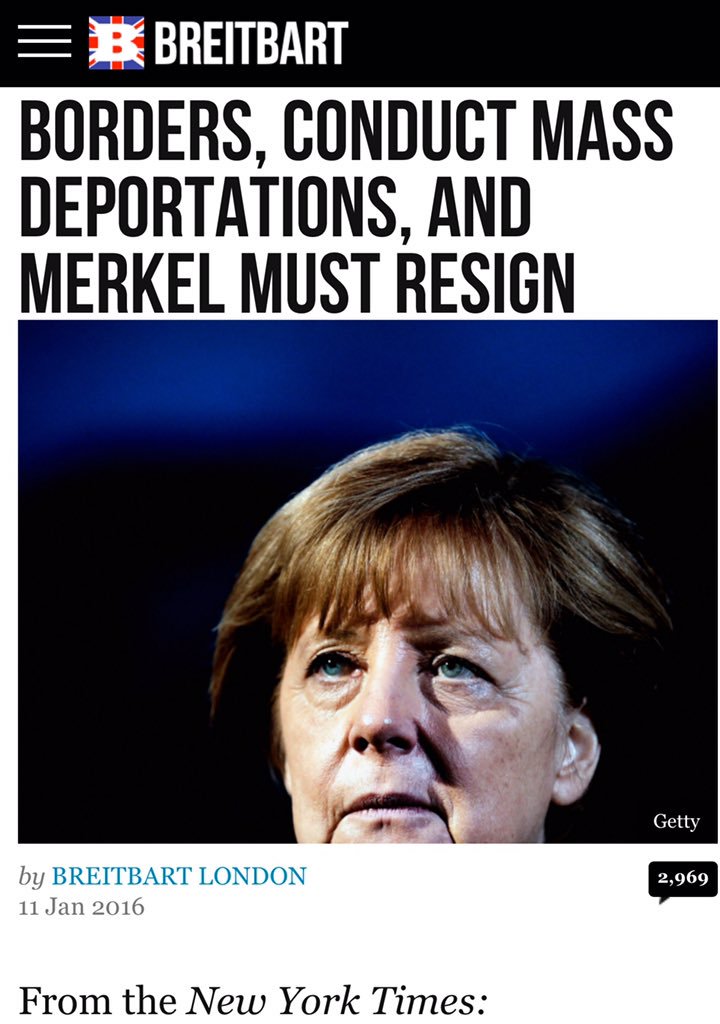 B BREITBART
BORDERS, CONDUCT MASS
DEPORTATIONS, AND
MERKEL MUST RESIGN
Getty
by BREITBART LONDON
2,969
11 Jan 2016
From the New York Times: